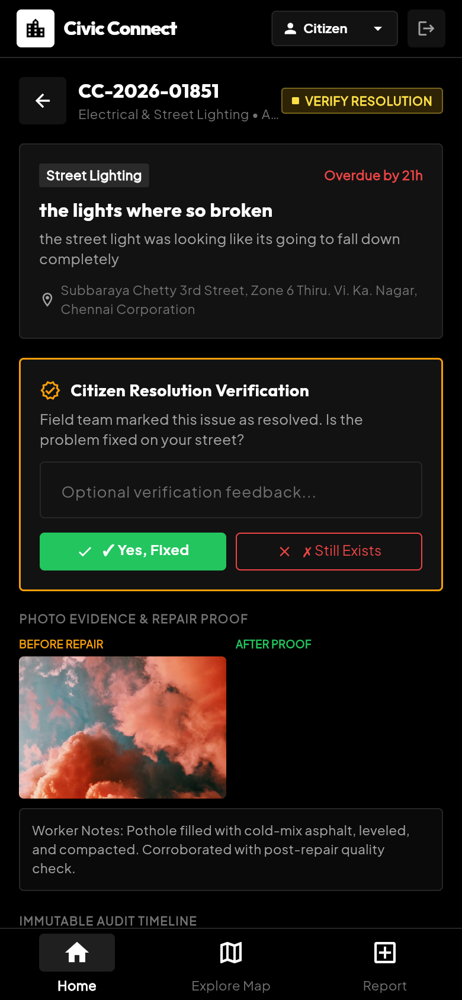 Civic Connect
Citizen
CC-2026-01851
Electrical & Street Lighting • A...
VERIFY RESOLUTION
Street Lighting
Overdue by 21h
the lights where so broken
the street light was looking like its going to fall down
completely
Subbaraya Chetty 3rd Street, Zone 6 Thiru. Vi. Ka. Nagar,
Chennai Corporation
Citizen Resolution Verification
Field team marked this issue as resolved. Is the
problem fixed on your street?
Optional verification feedback...
✓ Yes, Fixed
✗ Still Exists
PHOTO EVIDENCE & REPAIR PROOF
BEFORE REPAIR
AFTER PROOF
Worker Notes: Pothole filled with cold-mix asphalt, leveled,
and compacted. Corroborated with post-repair quality
check.
IMMUTABLE AUDIT TIMELINE
Home
Explore Map
Report